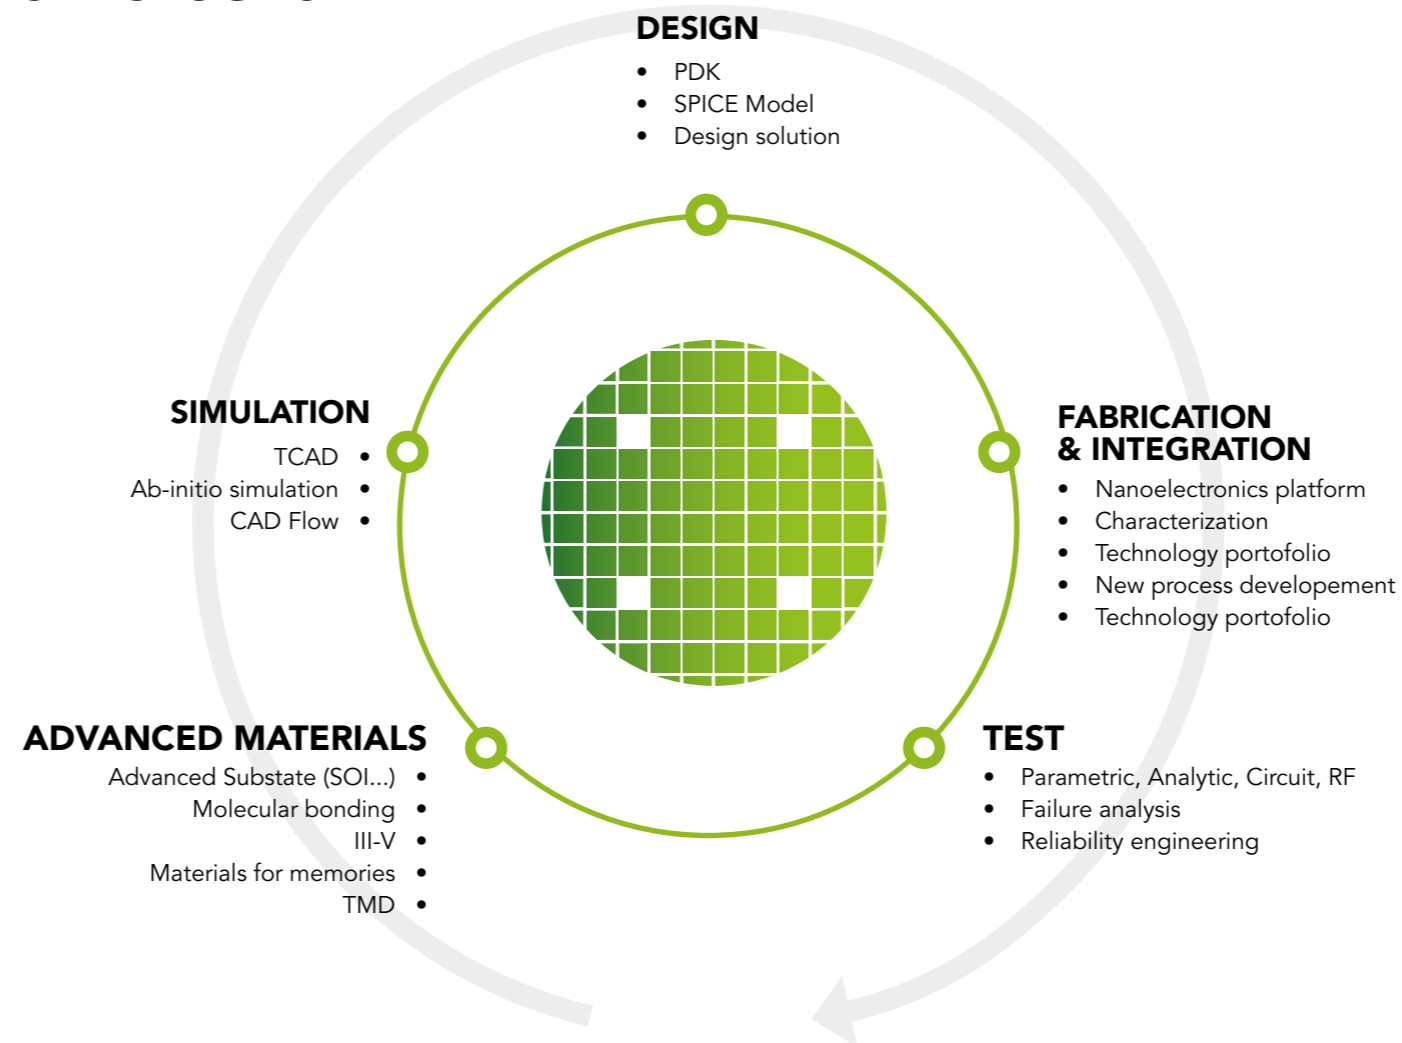 DESIGN
• PDK
• SPICE Model
• Design solution
SIMULATION
TCAD •
Ab-initio simulation •
CAD Flow •
FABRICATION
& INTEGRATION
• Nanoelectronics platform
• Characterization
• Technology portofolio
• New process developement
• Technology portofolio
ADVANCED MATERIALS
Advanced Substate (SOI...) •
Molecular bonding •
III-V •
Materials for memories •
TMD •
TEST
• Parametric, Analytic, Circuit, RF
• Failure analysis
• Reliability engineering